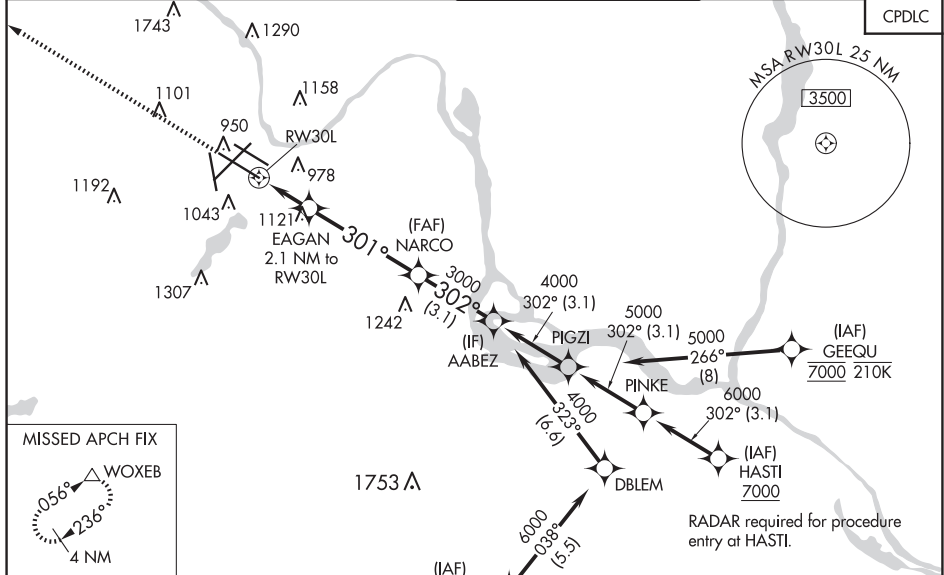 1743
1290
CPDLC
MSA RW30L 25 NM
3500
1101
1158
950
RW30L
978
1192
1043
1121
EAGAN
2.1 NM to
RW30L
301°
(FAF)
NARCO
3000
302°
(3.1)
1307
1242
(IF)
AABEZ
4000
302° (3.1)
PIGZI
5000
302° (3.1)
5000
266°
(8)
(IAF)
GEEQU
7000 210K
PINKE
6000
302° (3.1)
4000
323°
(6.6)
(IAF)
HASTI
7000
DBLEM
1753
RADAR required for procedure
entry at HASTI.
6000
038°
(5.5)
(IAF)
MISSED APCH FIX
WOXEB
056°
236°
4 NM